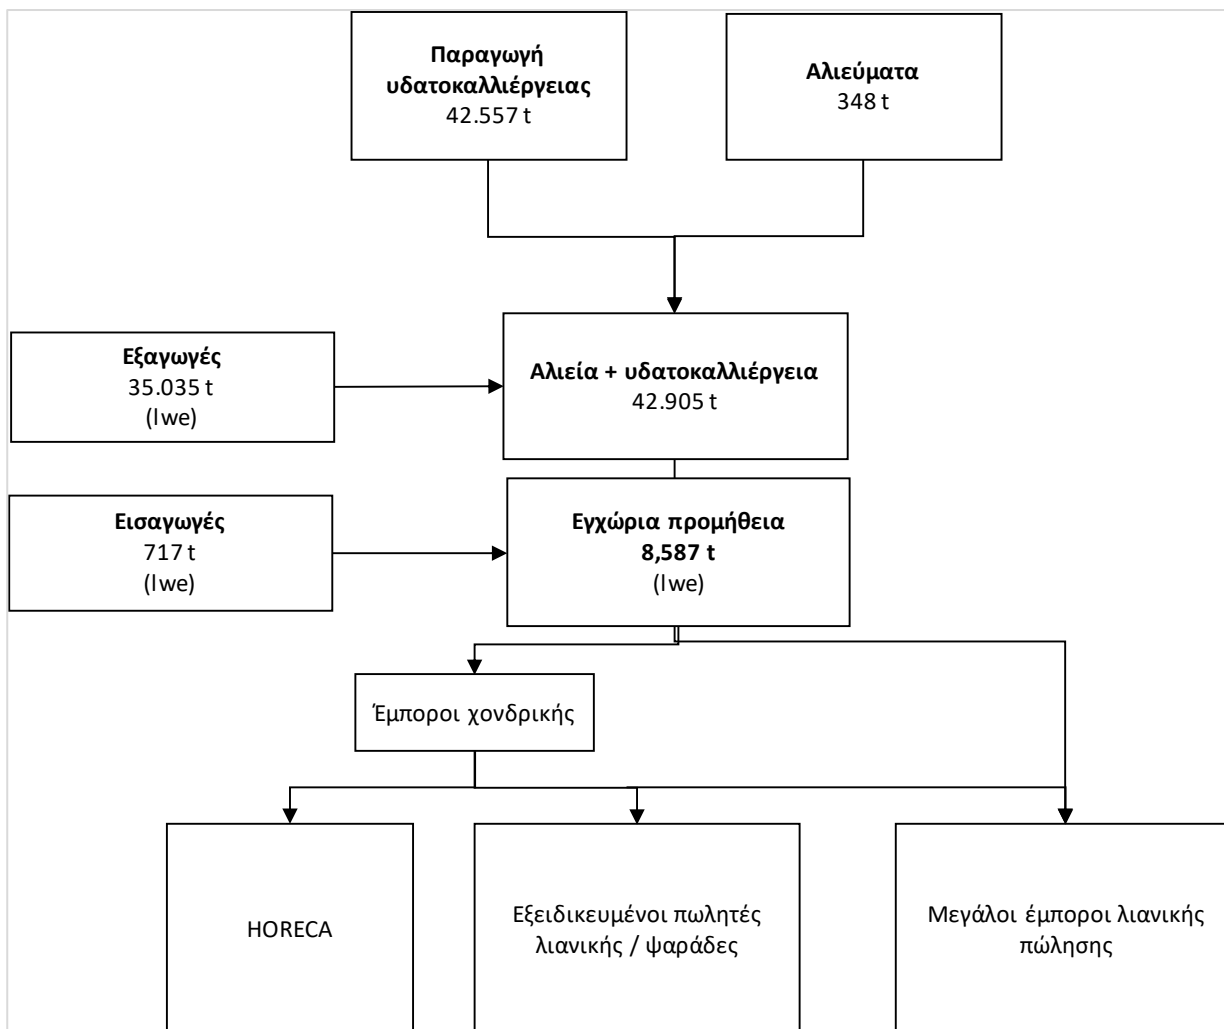 Παραγωγή
υδατοκαλλιέργειας
42.557 t
Αλιεύματα
348 t
Εξαγωγές
35.035 t
(lwe)
Αλιεία + υδατοκαλλιέργεια
42.905 t
Εισαγωγές
717 t
(lwe)
Εγχώρια προμήθεια
8,587 t
(lwe)
Έμποροι χονδρικής
HORECA
Εξειδικευμένοι πωλητές
λιανικής / ψαράδες
Μεγάλοι έμποροι λιανικής
πώλησης